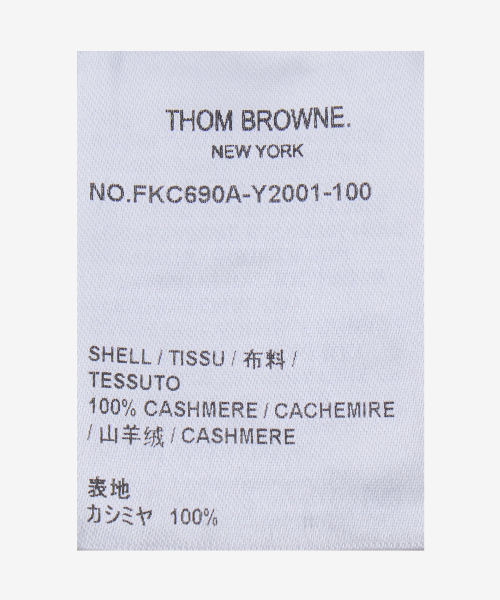 THOM BROWNE.
NEW YORK
NO.FKC690A-Y2001-100
SHELL / TISSU / 布料 /
TESSUTO
100% CASHMERE / CACHEMIRE
/ 山羊绒 / CASHMERE
表地
カシミヤ 100%